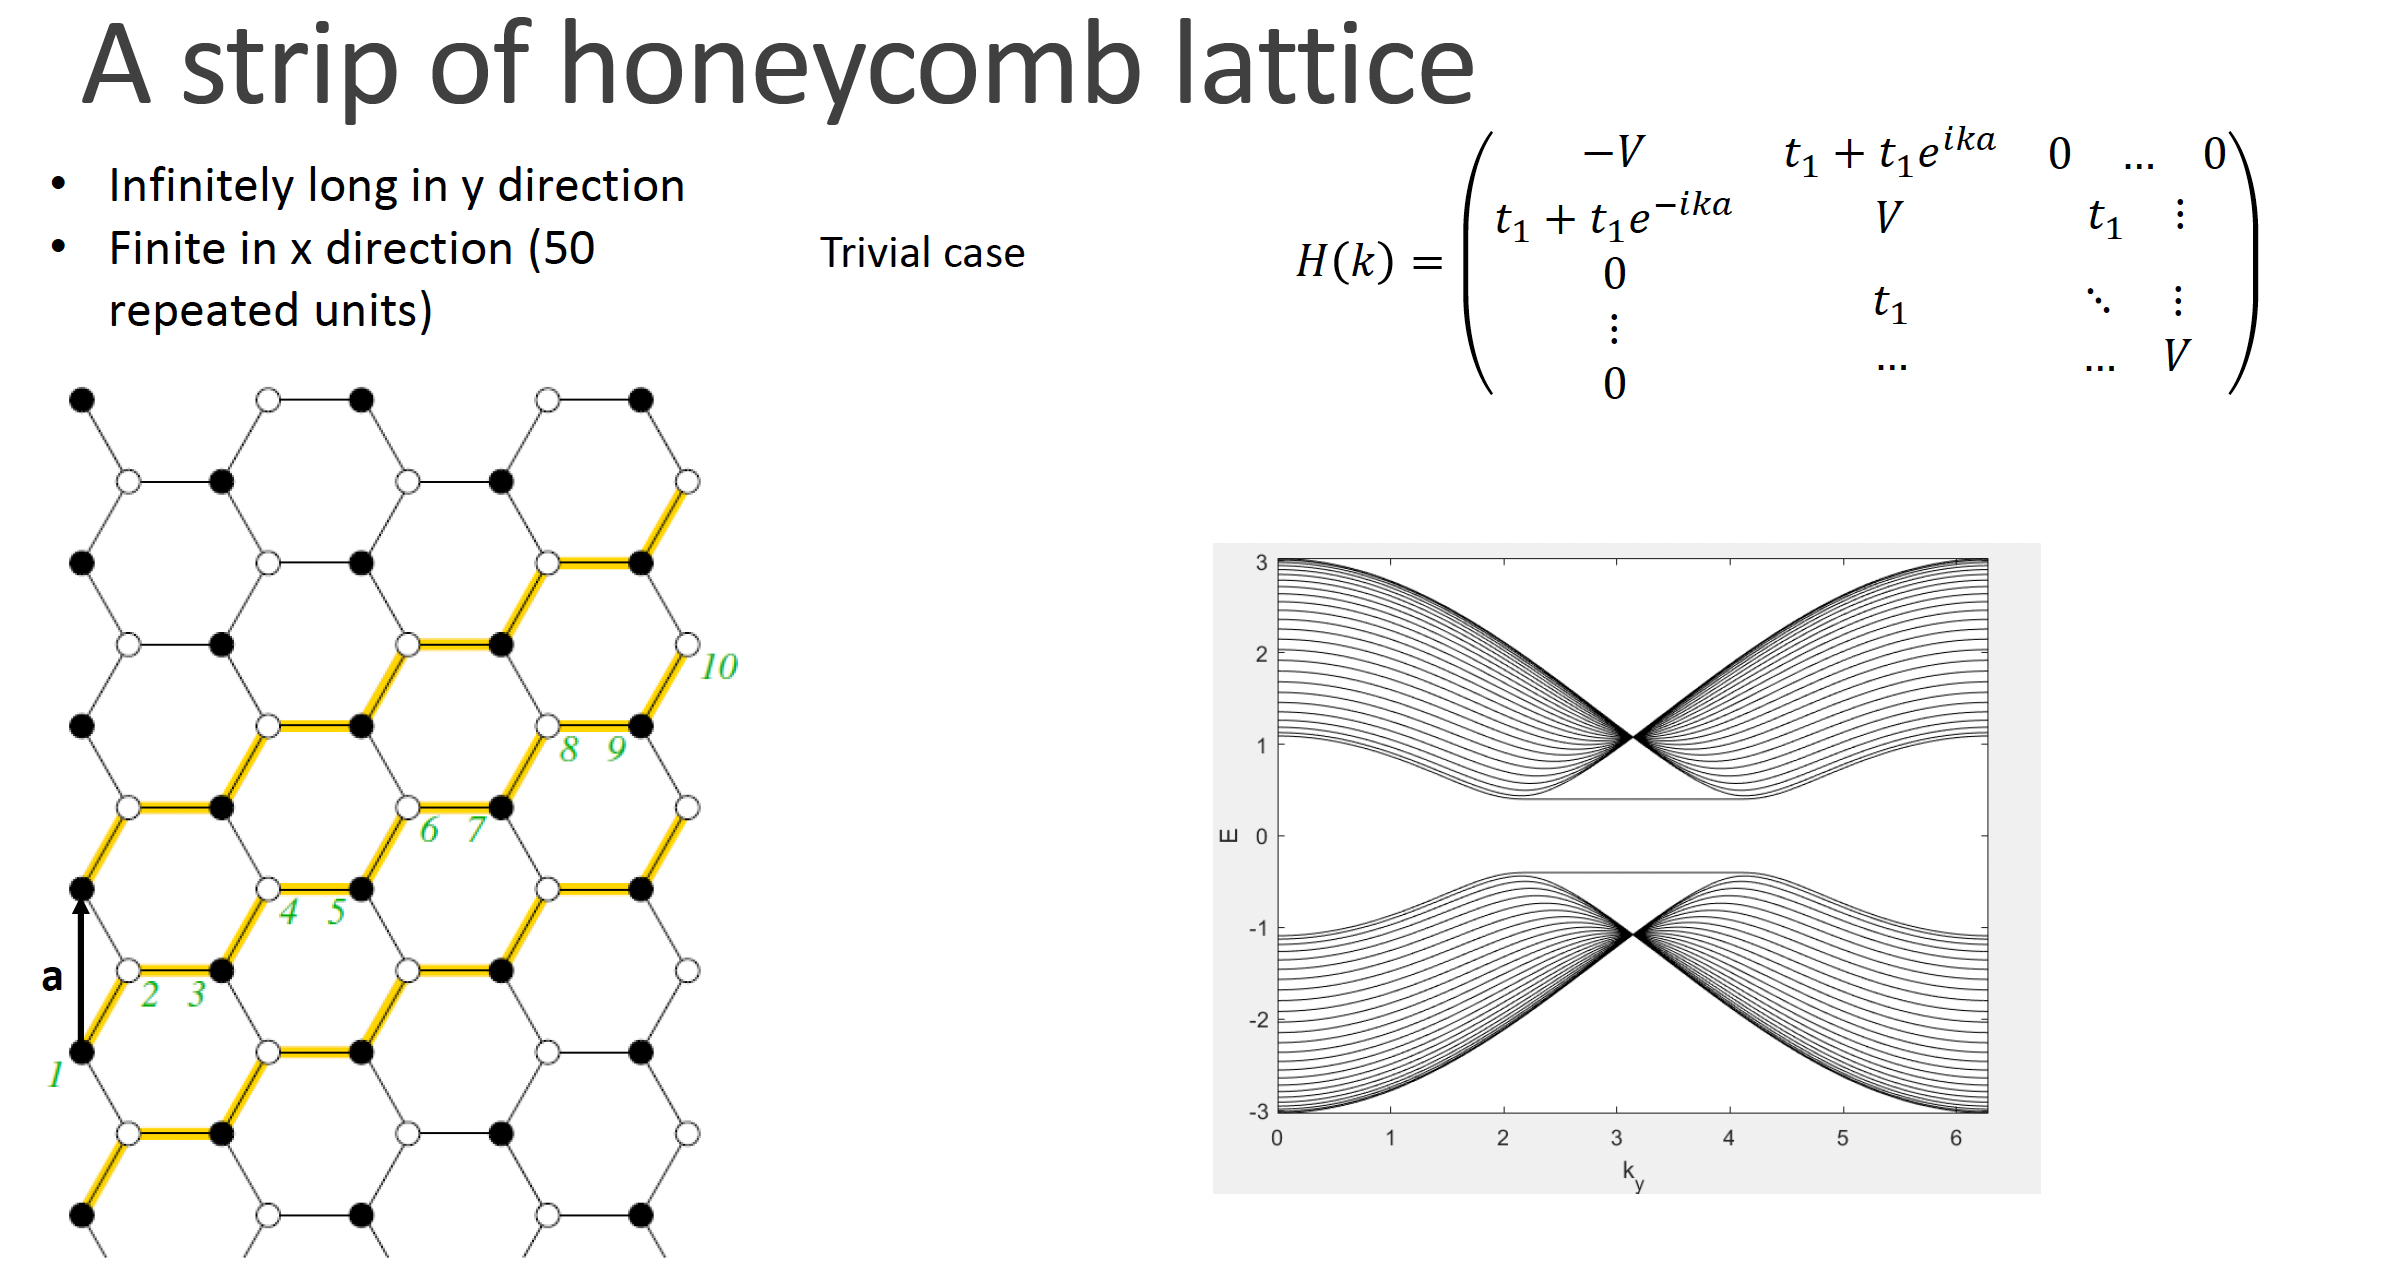 A strip of honeycomb lattice
• Infinitely long in y direction
• Finite in x direction (50
repeated units)
Trivial case
H(k) =
−V t₁ + t₁e^{ika} 0 … 0
t₁ + t₁e^{−ika} V t₁ ⋮
0
⋮ t₁ ⋱ ⋮
0 … … V
10
8 9
6 7
4 5
a
2 3
1
3
2
1
0
-1
-2
-3
E
0 1 2 3 4 5 6
k_y